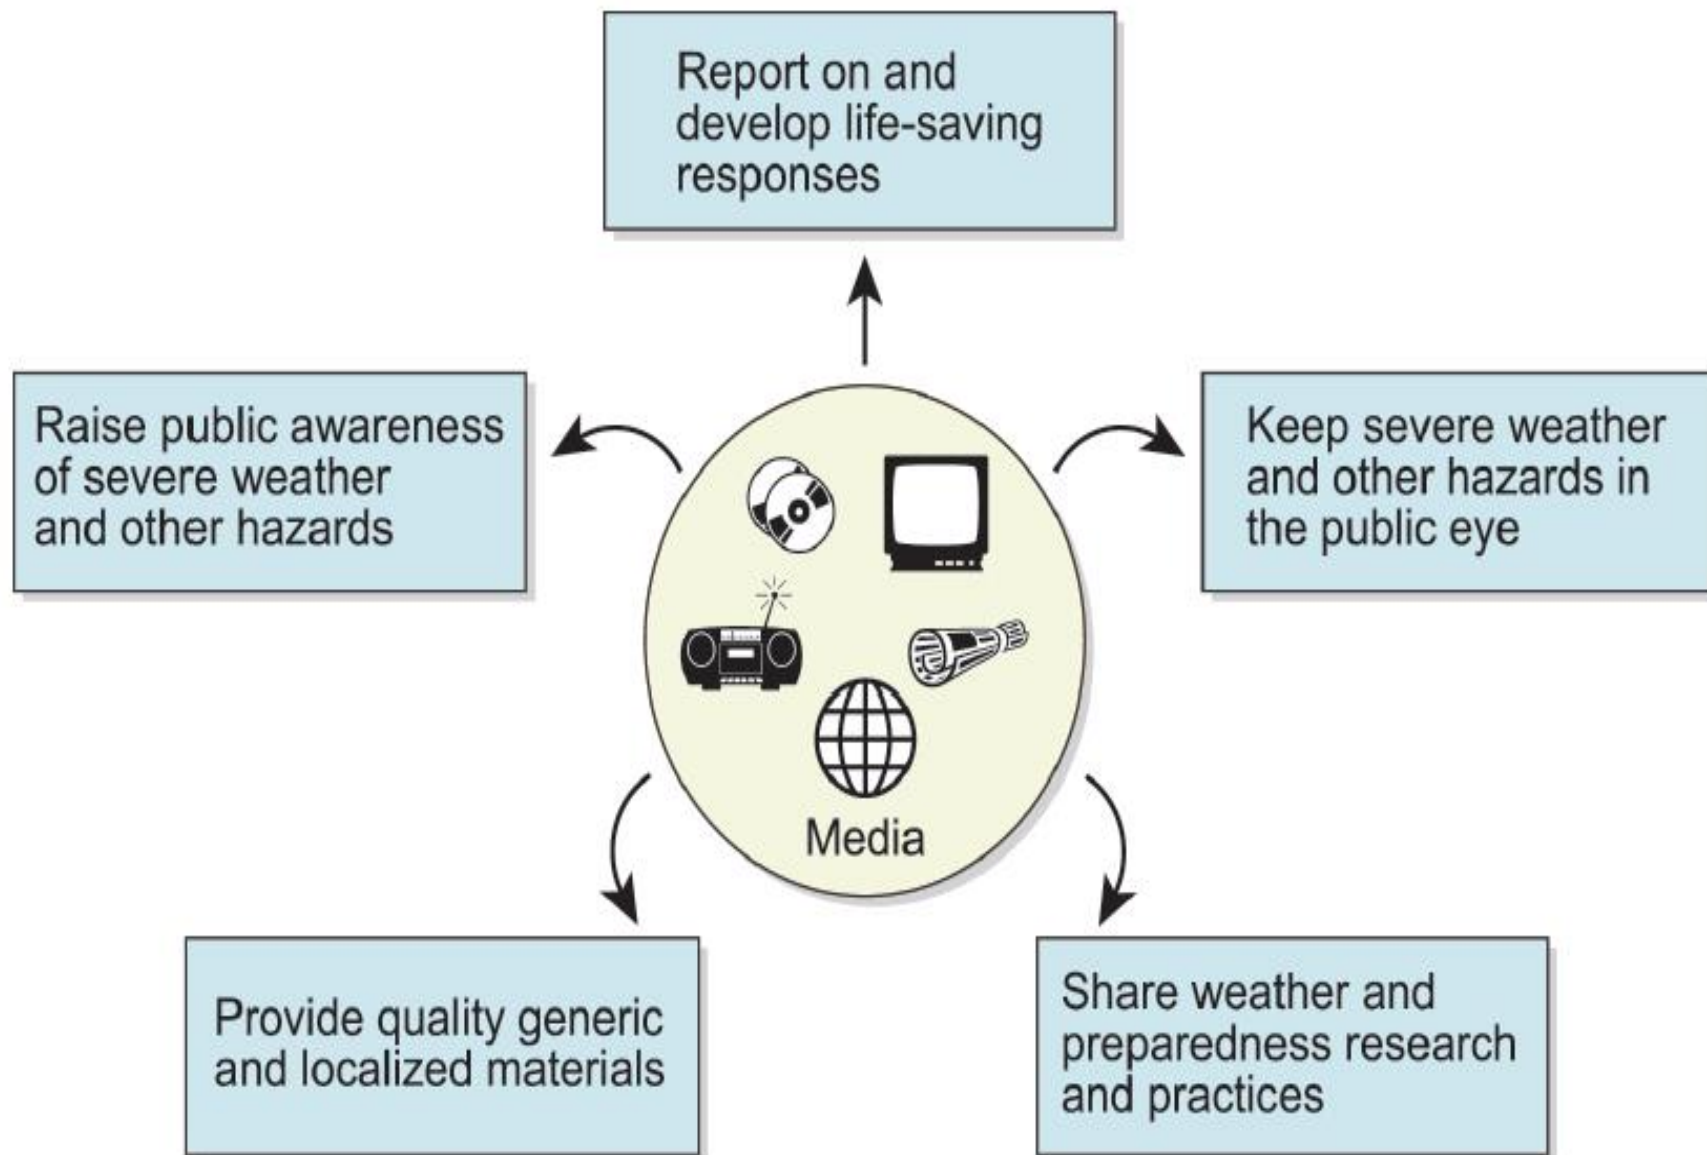 Report on and
develop life-saving
responses
Raise public awareness
of severe weather
and other hazards
Keep severe weather
and other hazards in
the public eye
Media
Provide quality generic
and localized materials
Share weather and
preparedness research
and practices